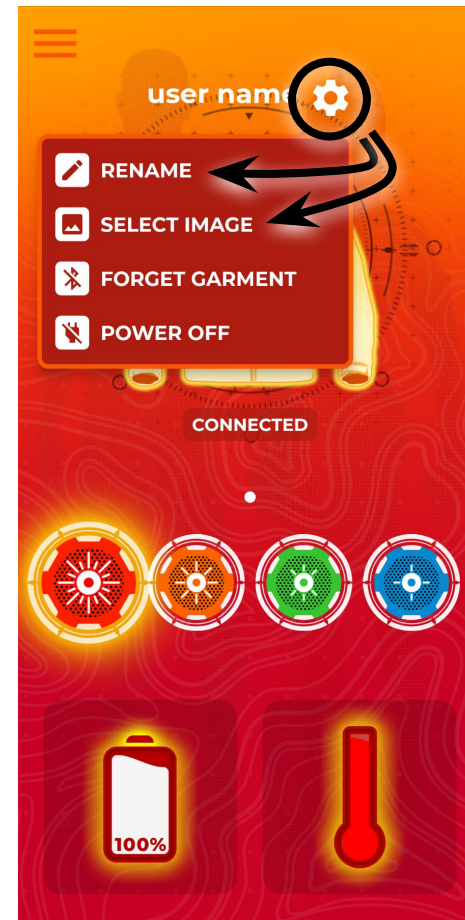 user name
RENAME
SELECT IMAGE
FORGET GARMENT
POWER OFF
CONNECTED
100%